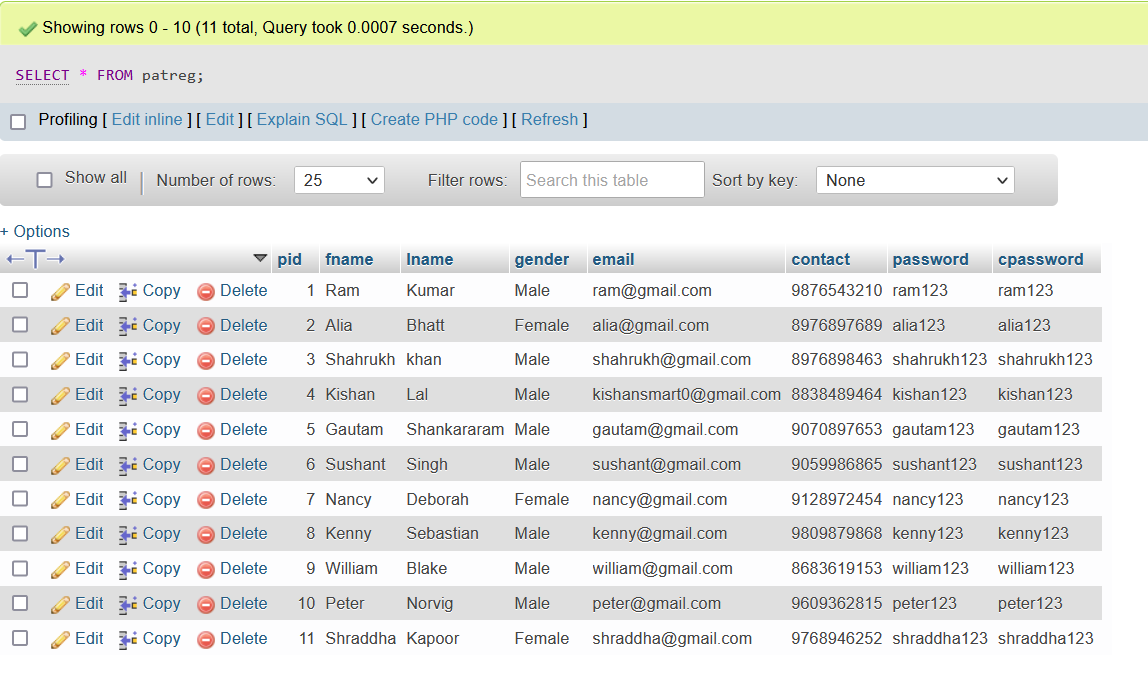 Showing rows 0 - 10 (11 total, Query took 0.0007 seconds.)
SELECT * FROM patreg;
Profiling [ Edit inline ] [ Edit ] [ Explain SQL ] [ Create PHP code ] [ Refresh ]
Show all | Number of rows: 25 Filter rows: Search this table Sort by key: None
+ Options
←T→ pid fname lname gender email contact password cpassword
Edit Copy Delete 1 Ram Kumar Male ram@gmail.com 9876543210 ram123 ram123
Edit Copy Delete 2 Alia Bhatt Female alia@gmail.com 8976897689 alia123 alia123
Edit Copy Delete 3 Shahrukh khan Male shahrukh@gmail.com 8976898463 shahrukh123 shahrukh123
Edit Copy Delete 4 Kishan Lal Male kishansmart0@gmail.com 8838489464 kishan123 kishan123
Edit Copy Delete 5 Gautam Shankararam Male gautam@gmail.com 9070897653 gautam123 gautam123
Edit Copy Delete 6 Sushant Singh Male sushant@gmail.com 9059986865 sushant123 sushant123
Edit Copy Delete 7 Nancy Deborah Female nancy@gmail.com 9128972454 nancy123 nancy123
Edit Copy Delete 8 Kenny Sebastian Male kenny@gmail.com 9809879868 kenny123 kenny123
Edit Copy Delete 9 William Blake Male william@gmail.com 8683619153 william123 william123
Edit Copy Delete 10 Peter Norvig Male peter@gmail.com 9609362815 peter123 peter123
Edit Copy Delete 11 Shraddha Kapoor Female shraddha@gmail.com 9768946252 shraddha123 shraddha123